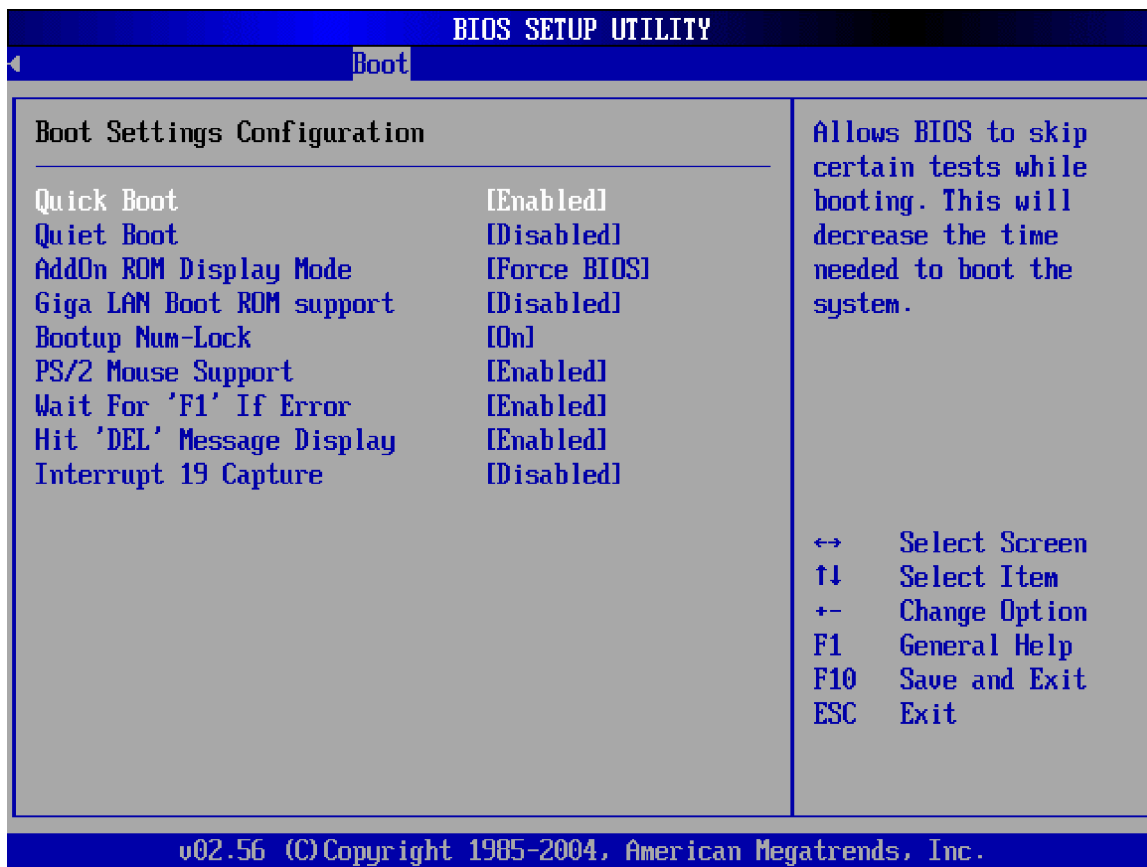 BIOS SETUP UTILITY
Boot
Boot Settings Configuration
Quick Boot [Enabled]
Quiet Boot [Disabled]
AddOn ROM Display Mode [Force BIOS]
Giga LAN Boot ROM support [Disabled]
Bootup Num-Lock [On]
PS/2 Mouse Support [Enabled]
Wait For 'F1' If Error [Enabled]
Hit 'DEL' Message Display [Enabled]
Interrupt 19 Capture [Disabled]
Allows BIOS to skip
certain tests while
booting. This will
decrease the time
needed to boot the
system.
←→ Select Screen
↑↓ Select Item
+- Change Option
F1 General Help
F10 Save and Exit
ESC Exit
v02.56 (C)Copyright 1985-2004, American Megatrends, Inc.